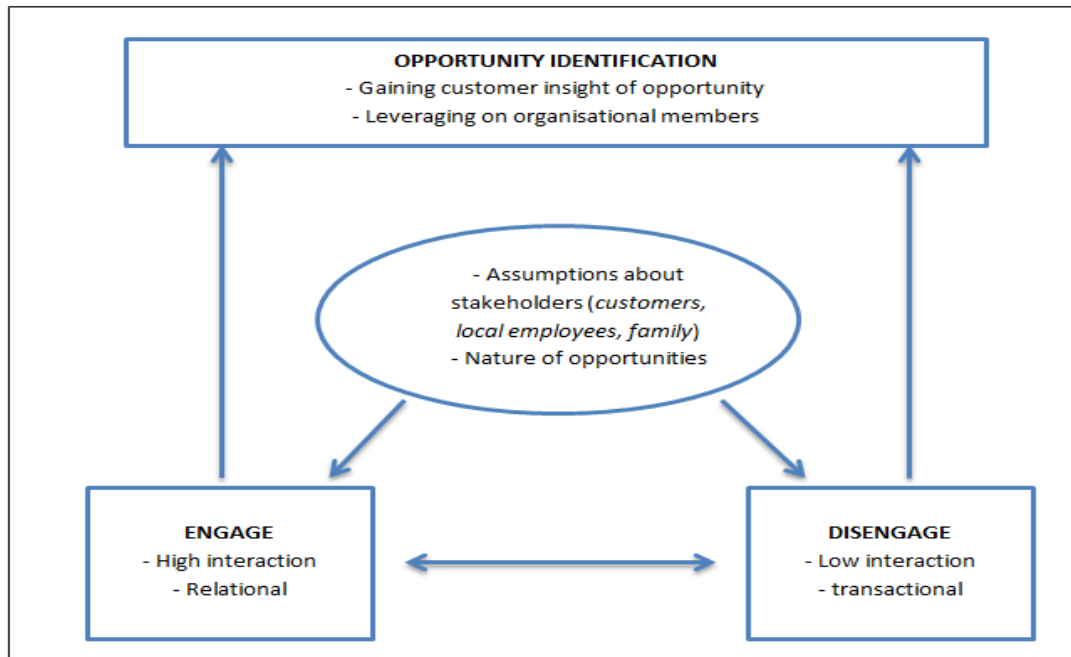 OPPORTUNITY IDENTIFICATION
- Gaining customer insight of opportunity
- Leveraging on organisational members
- Assumptions about
stakeholders (customers,
local employees, family)
- Nature of opportunities
ENGAGE
- High interaction
- Relational
DISENGAGE
- Low interaction
- transactional